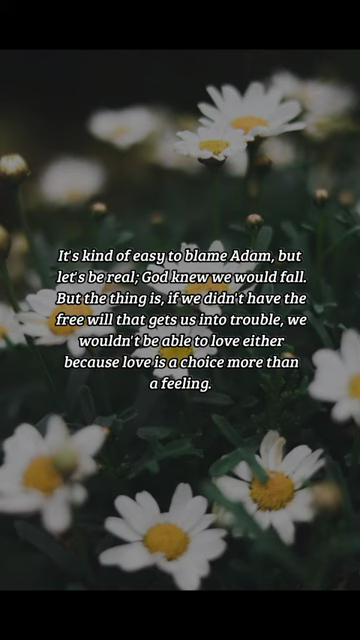 It's kind of easy to blame Adam, but
let's be real; God knew we would fall.
But the thing is, if we didn't have the
free will that gets us into trouble, we
wouldn't be able to love either
because love is a choice more than
a feeling.